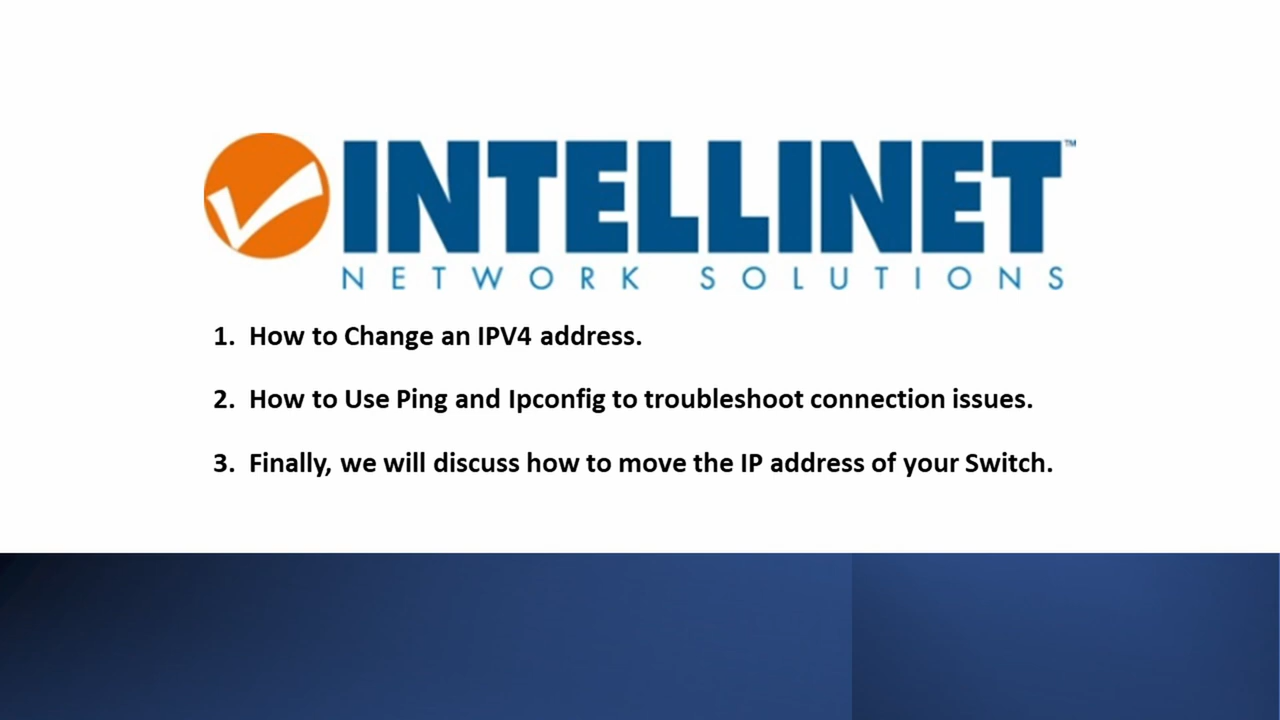 INTELLINET™
NETWORK SOLUTIONS
1. How to Change an IPV4 address.
2. How to Use Ping and Ipconfig to troubleshoot connection issues.
3. Finally, we will discuss how to move the IP address of your Switch.